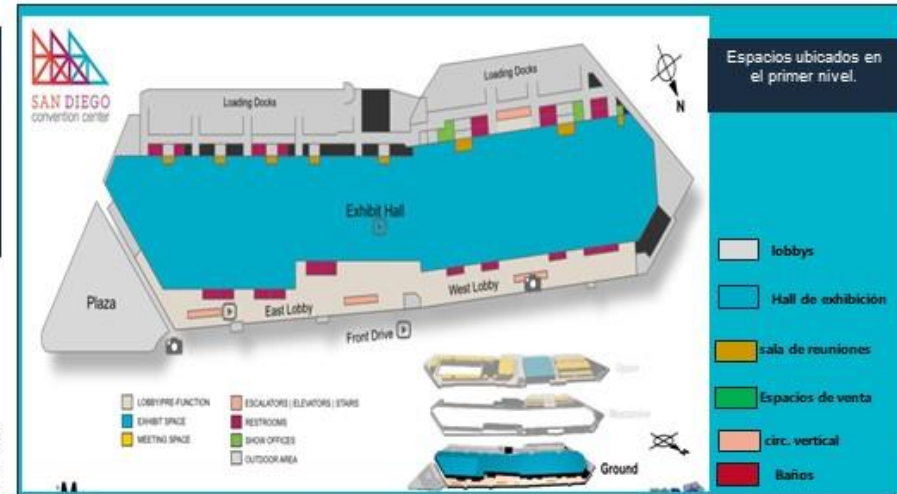 SAN DIEGO
convention center
Loading Docks
Loading Docks
N
Exhibit Hall
Plaza
East Lobby
West Lobby
Front Drive
LOBBY/PRE-FUNCTION
EXHIBIT SPACE
MEETING SPACE
ESCALATORS | ELEVATORS | STAIRS
RESTROOMS
SHOW OFFICES
OUTDOOR AREA
Upper
Mezzanine
Ground
Espacios ubicados en
el primer nivel.
lobbys
Hall de exhibición
sala de reuniones
Espacios de venta
circ. vertical
Baños